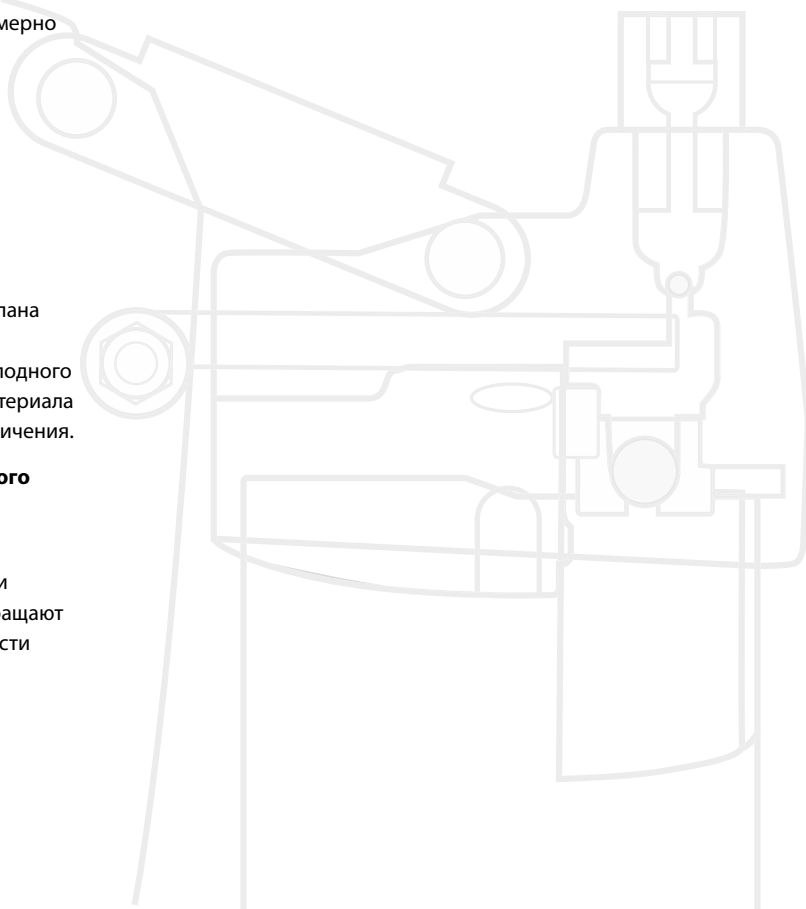 мерно
лана
лодного
териала
ичения.
ого
и
ращают
сти